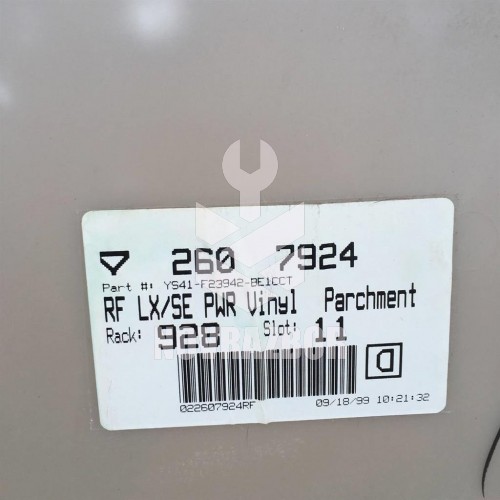 260 7924
Part #: YS41-F23942-BE1CCT
RF LX/SE PWR Vinyl Parchment
Rack: 928 Slot: 11
022607924RF 09/18/99 10:21:32